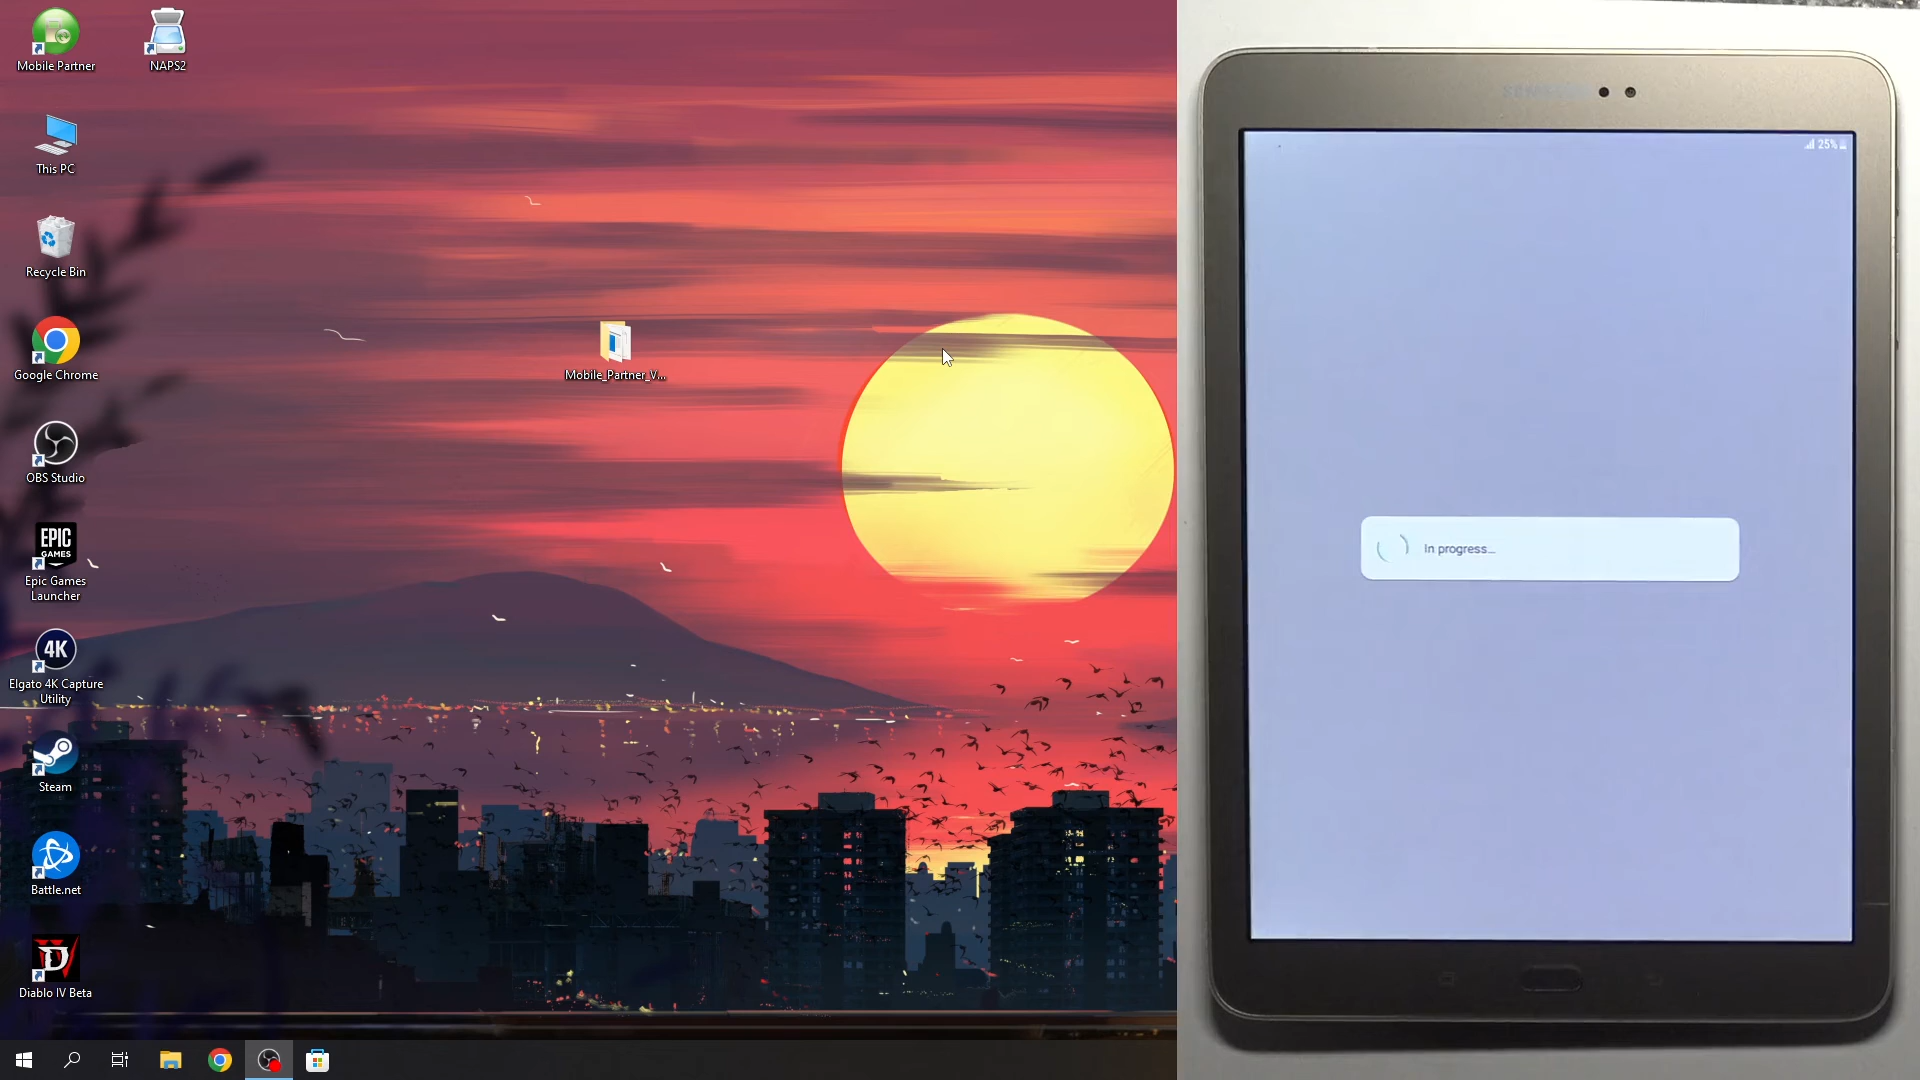 Mobile Partner
NAPS2
This PC
Recycle Bin
Google Chrome
Mobile_Partner_V...
OBS Studio
EPIC
GAMES
Epic Games
Launcher
4K
Elgato 4K Capture
Utility
Steam
Battle.net
Diablo IV Beta
SAMSUNG
25%
In progress...